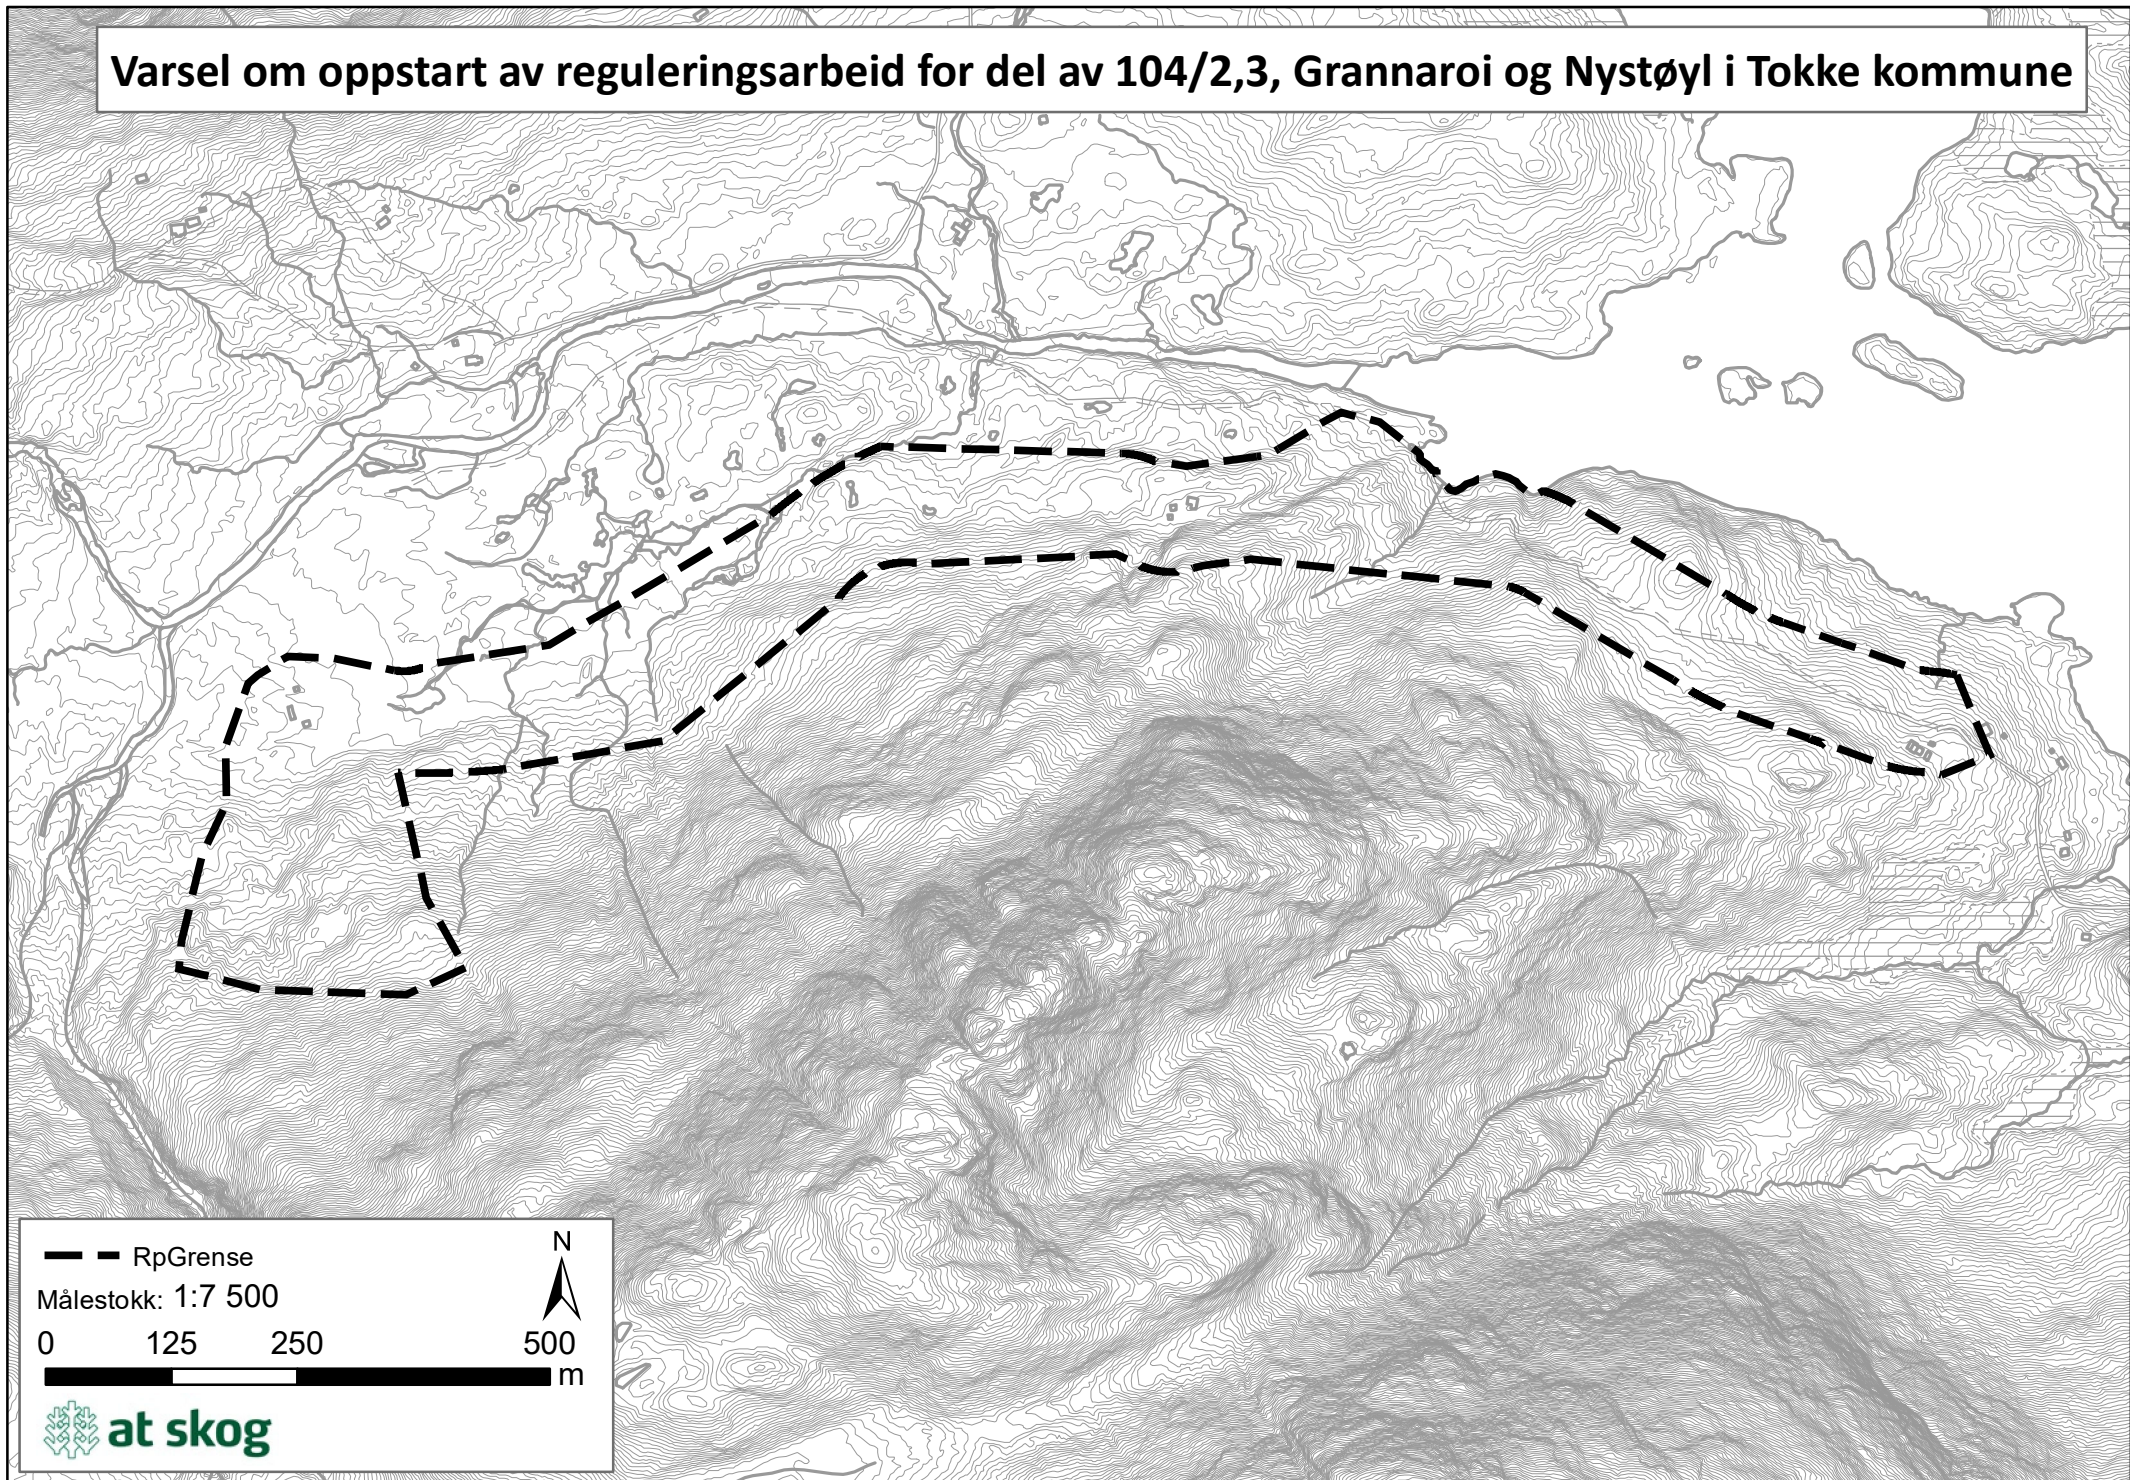 Varsel om oppstart av reguleringsarbeid for del av 104/2,3, Grannaroi og Nystøyl i Tokke kommune
RpGrense
N
Målestokk: 1:7 500
0 125 250 500
m
at skog